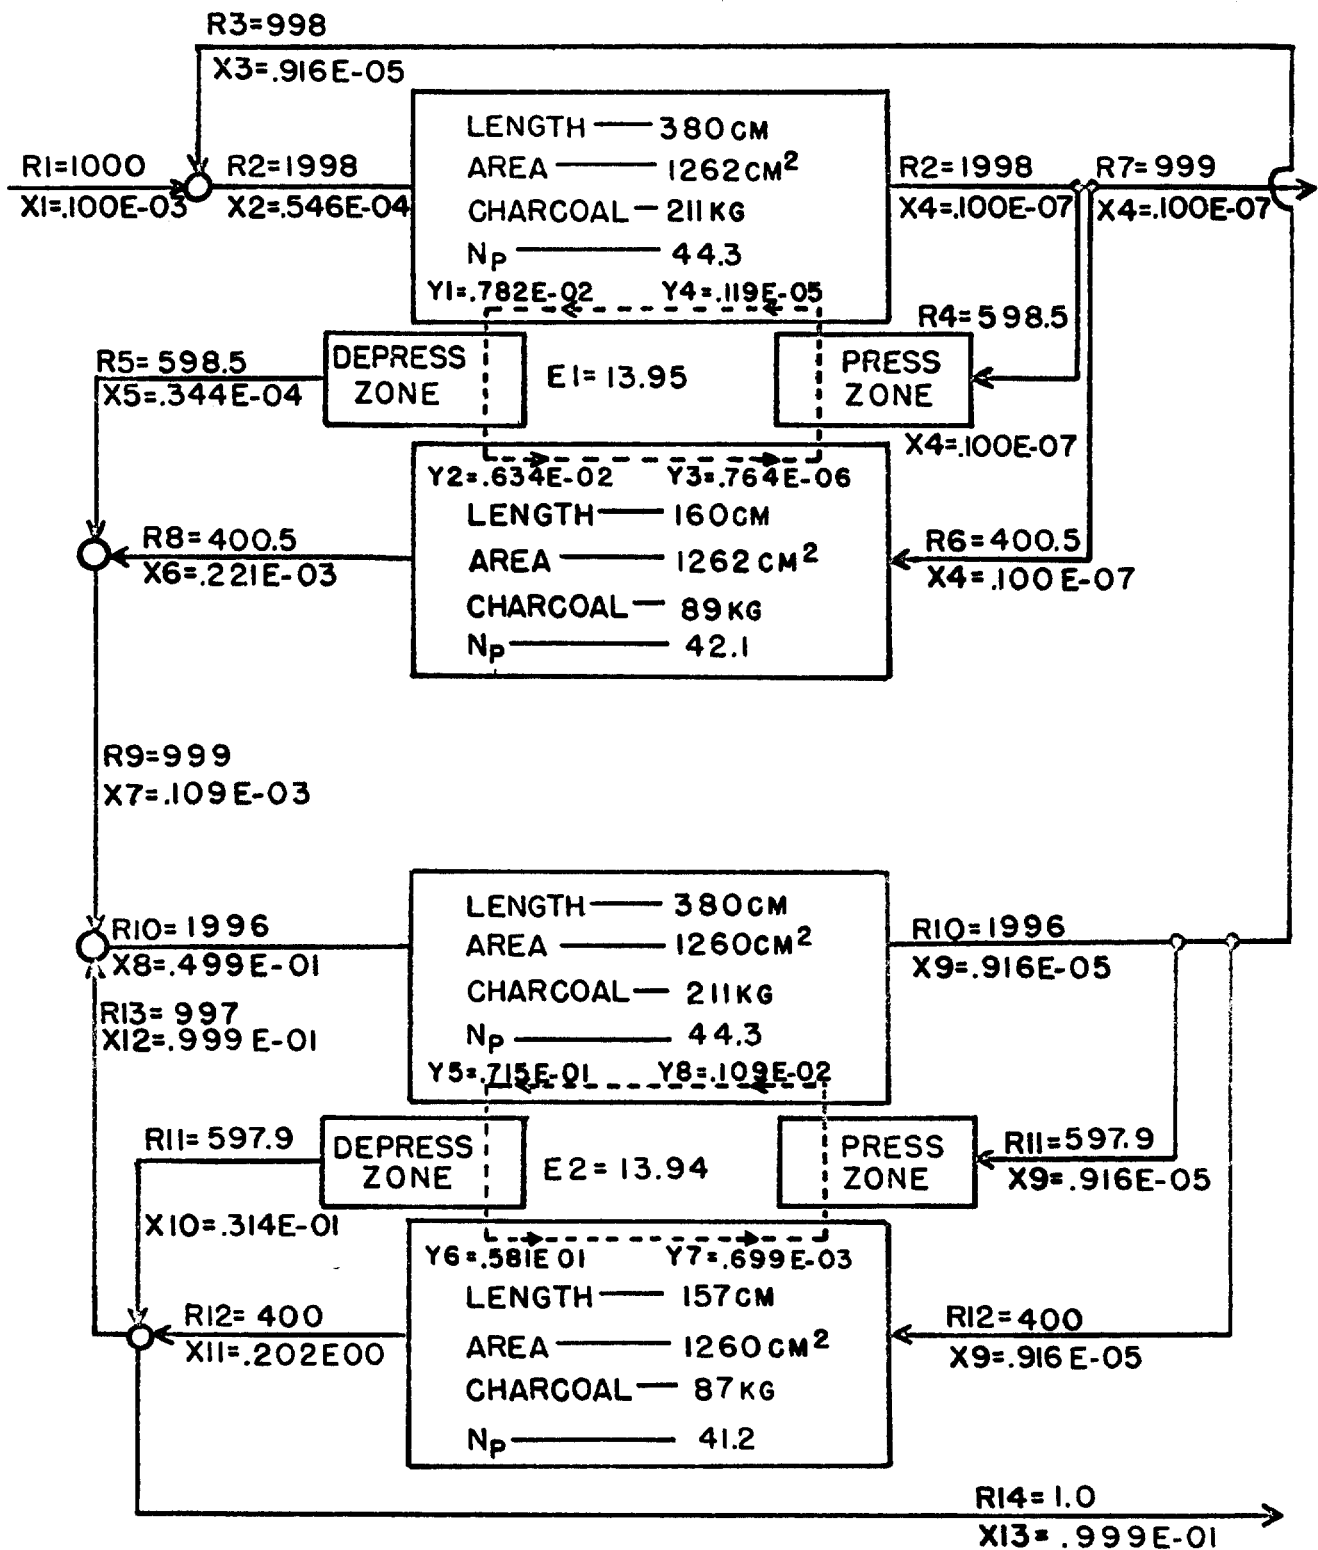 R3=998
X3=.916E-05
R1=1000
X1=.100E-03
R2=1998
X2=.546E-04
LENGTH — 380 CM
AREA — 1262 CM²
CHARCOAL — 211 KG
Np — 44.3
Y1=.782E-02 Y4=.119E-05
R2=1998
X4=.100E-07
R7=999
X4=.100E-07
R4=598.5
R5=598.5
X5=.344E-04
DEPRESS
ZONE
E1=13.95
PRESS
ZONE
X4=.100E-07
Y2=.634E-02 Y3=.764E-06
LENGTH — 160 CM
AREA — 1262 CM²
CHARCOAL — 89 KG
Np — 42.1
R8=400.5
X6=.221E-03
R6=400.5
X4=.100E-07
R9=999
X7=.109E-03
R10=1996
X8=.499E-01
LENGTH — 380 CM
AREA — 1260 CM²
CHARCOAL — 211 KG
Np — 44.3
Y5=.715E-01 Y8=.109E-02
R10=1996
X9=.916E-05
R13=997
X12=.999E-01
R11=597.9
X10=.314E-01
DEPRESS
ZONE
E2=13.94
PRESS
ZONE
R11=597.9
X9=.916E-05
Y6=.581E 01 Y7=.699E-03
LENGTH — 157 CM
AREA — 1260 CM²
CHARCOAL — 87 KG
Np — 41.2
R12=400
X11=.202E00
R12=400
X9=.916E-05
R14=1.0
X13=.999E-01